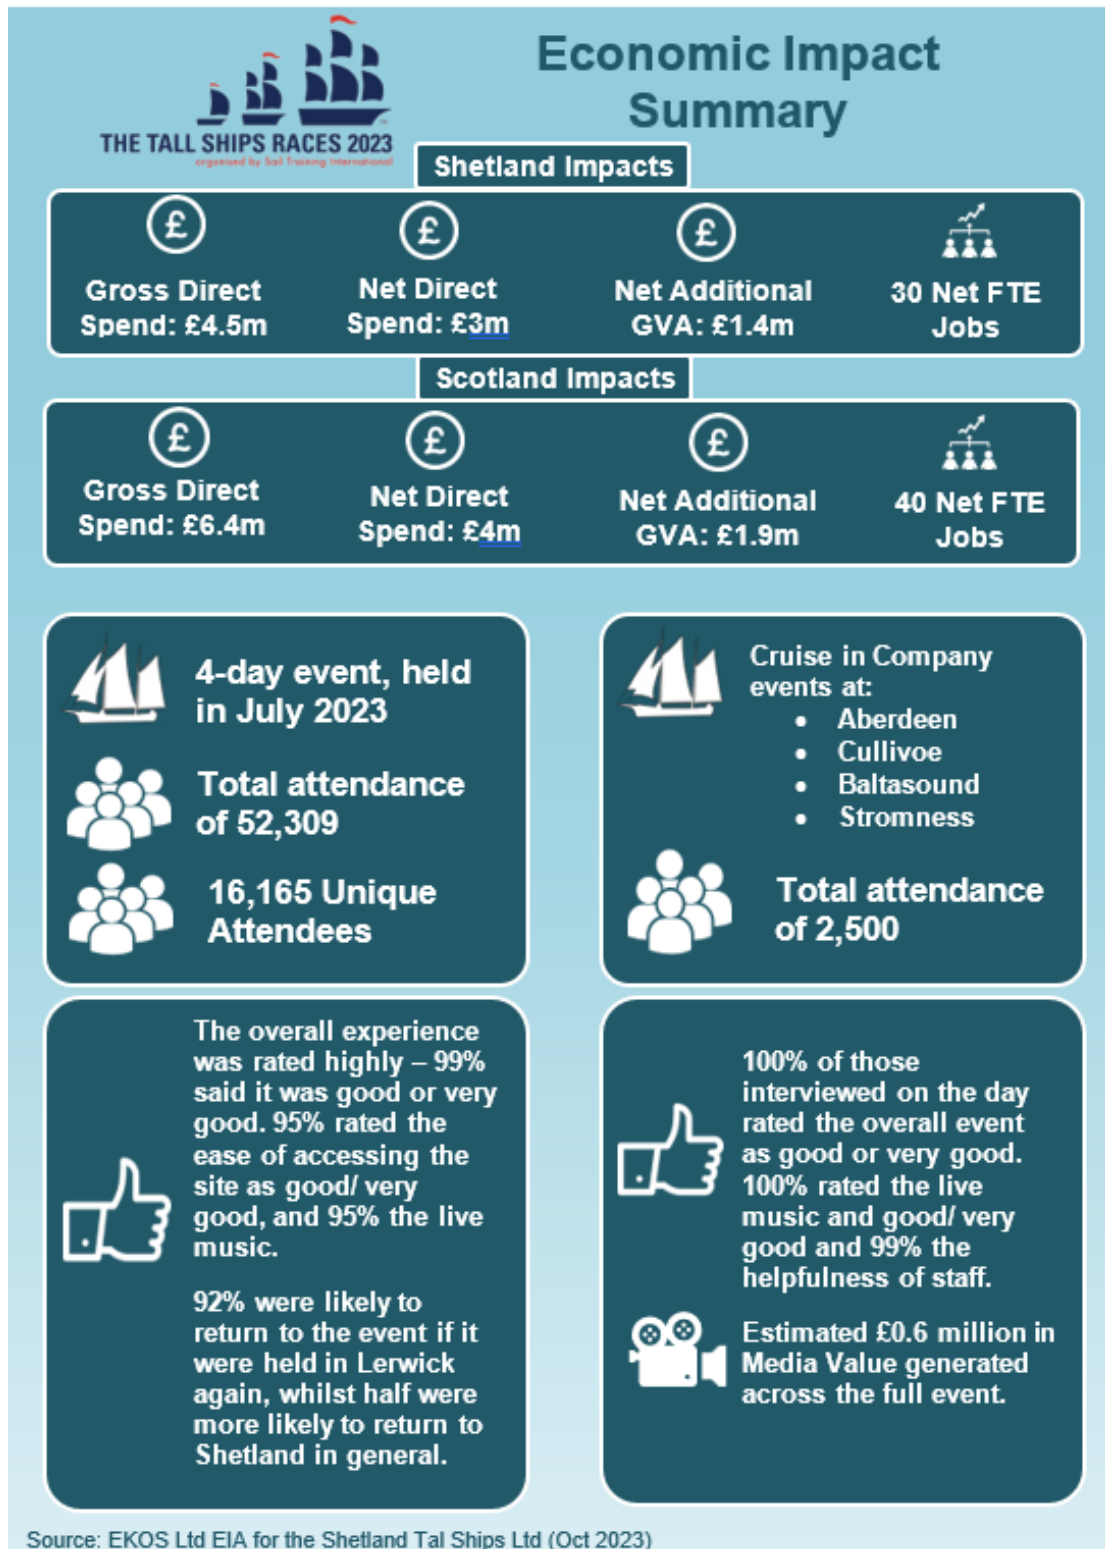 THE TALL SHIPS RACES 2023
organised by Sail Training International
Economic Impact
Summary
Shetland Impacts
Gross Direct
Spend: £4.5m
Net Direct
Spend: £3m
Net Additional
GVA: £1.4m
30 Net FTE
Jobs
Scotland Impacts
Gross Direct
Spend: £6.4m
Net Direct
Spend: £4m
Net Additional
GVA: £1.9m
40 Net FTE
Jobs
4-day event, held
in July 2023
Total attendance
of 52,309
16,165 Unique
Attendees
Cruise in Company
events at:
• Aberdeen
• Cullivoe
• Baltasound
• Stromness
Total attendance
of 2,500
The overall experience
was rated highly – 99%
said it was good or very
good. 95% rated the
ease of accessing the
site as good/ very
good, and 95% the live
music.
92% were likely to
return to the event if it
were held in Lerwick
again, whilst half were
more likely to return to
Shetland in general.
100% of those
interviewed on the day
rated the overall event
as good or very good.
100% rated the live
music and good/ very
good and 99% the
helpfulness of staff.
Estimated £0.6 million in
Media Value generated
across the full event.
Source: EKOS Ltd EIA for the Shetland Tal Ships Ltd (Oct 2023)